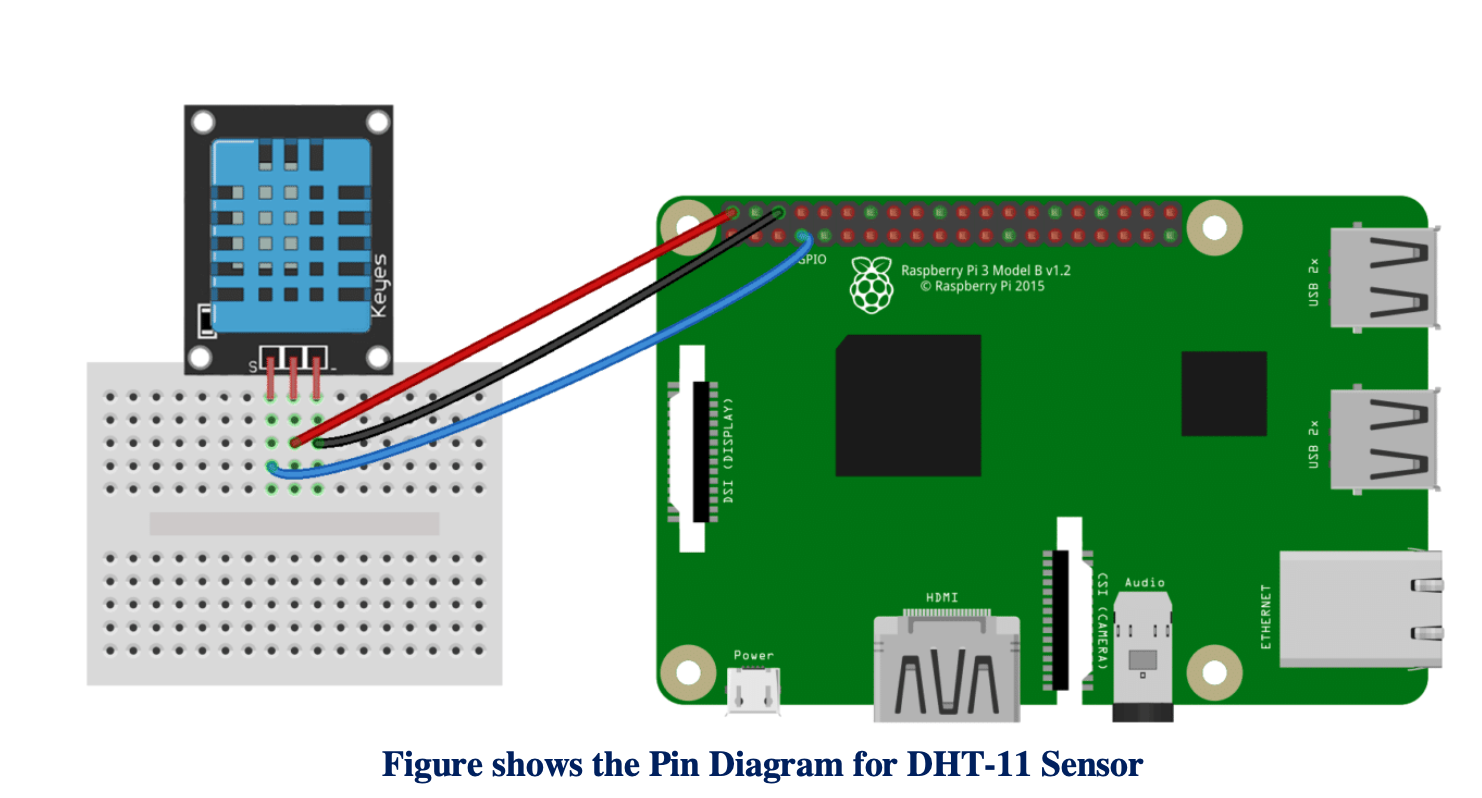 Keyes
S
-
GPIO
Raspberry Pi 3 Model B v1.2
© Raspberry Pi 2015
USB 2x
DSI (DISPLAY)
USB 2x
HDMI
CSI (CAMERA)
Audio
ETHERNET
Power
Figure shows the Pin Diagram for DHT-11 Sensor